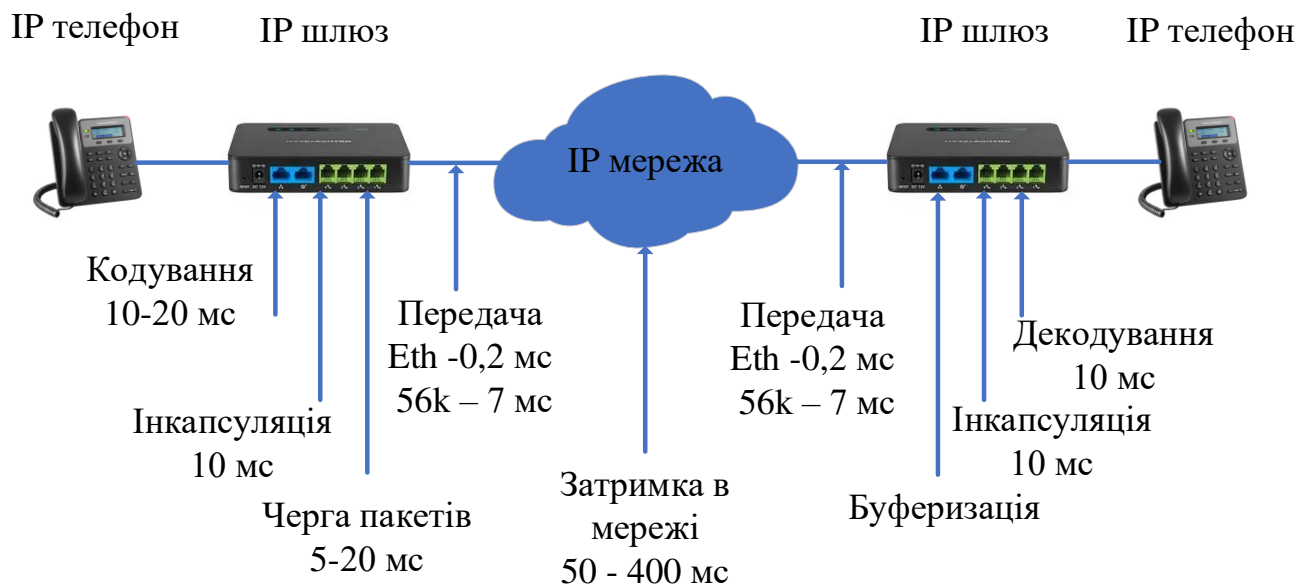 IP телефон
IP шлюз
IP шлюз
IP телефон
IP мережа
Кодування
10-20 мс
Інкапсуляція
10 мс
Черга пакетів
5-20 мс
Передача
Eth -0,2 мс
56k – 7 мс
Затримка в
мережі
50 - 400 мс
Передача
Eth -0,2 мс
56k – 7 мс
Буферизація
Інкапсуляція
10 мс
Декодування
10 мс